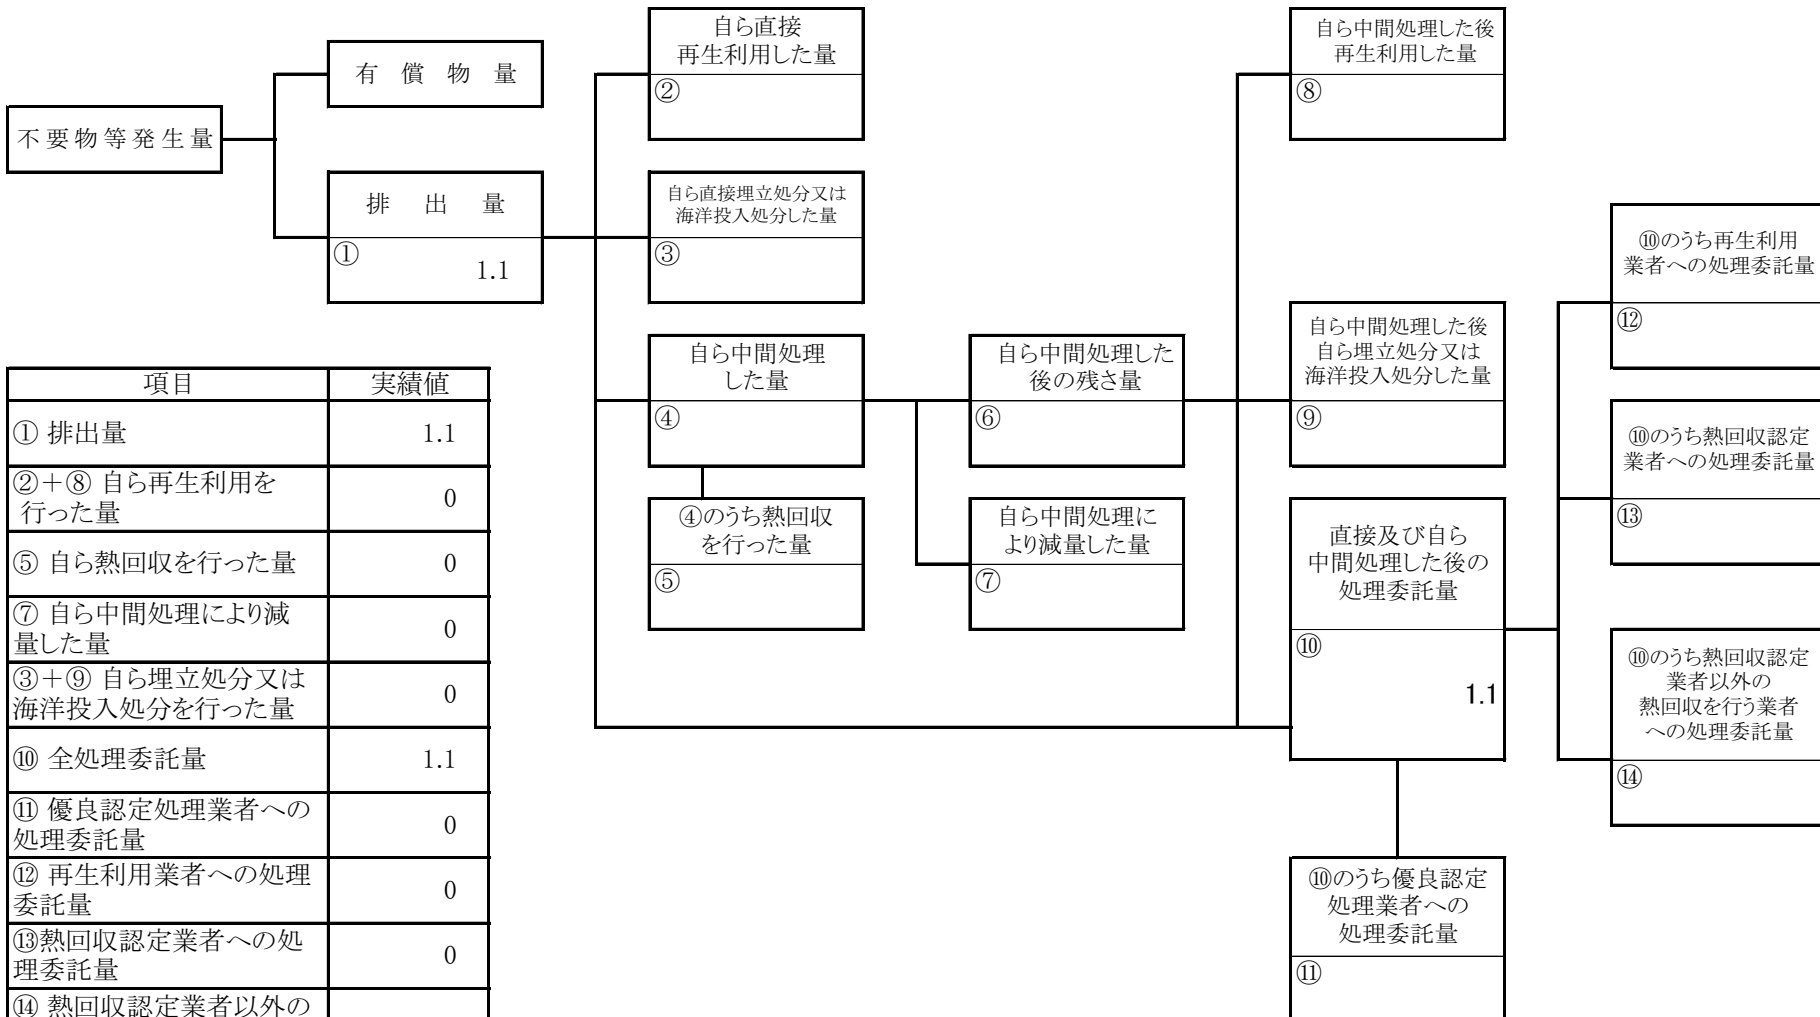 不要物等発生量
有償物量
排出量
①
1.1
自ら直接
再生利用した量
②
自ら直接埋立処分又は
海洋投入処分した量
③
自ら中間処理
した量
④
④のうち熱回収
を行った量
⑤
自ら中間処理した
後の残さ量
⑥
自ら中間処理に
より減量した量
⑦
自ら中間処理した後
再生利用した量
⑧
自ら中間処理した後
自ら埋立処分又は
海洋投入処分した量
⑨
直接及び自ら
中間処理した後の
処理委託量
⑩
1.1
⑩のうち優良認定
処理業者への
処理委託量
⑪
⑩のうち再生利用
業者への処理委託量
⑫
⑩のうち熱回収認定
業者への処理委託量
⑬
⑩のうち熱回収認定
業者以外の
熱回収を行う業者
への処理委託量
⑭
項目 実績値
① 排出量 1.1
②＋⑧ 自ら再生利用を
行った量 0
⑤ 自ら熱回収を行った量 0
⑦ 自ら中間処理により減
量した量 0
③＋⑨ 自ら埋立処分又は
海洋投入処分を行った量 0
⑩ 全処理委託量 1.1
⑪ 優良認定処理業者への
処理委託量 0
⑫ 再生利用業者への処理
委託量 0
⑬熱回収認定業者への処
理委託量 0
⑭ 熱回収認定業者以外の